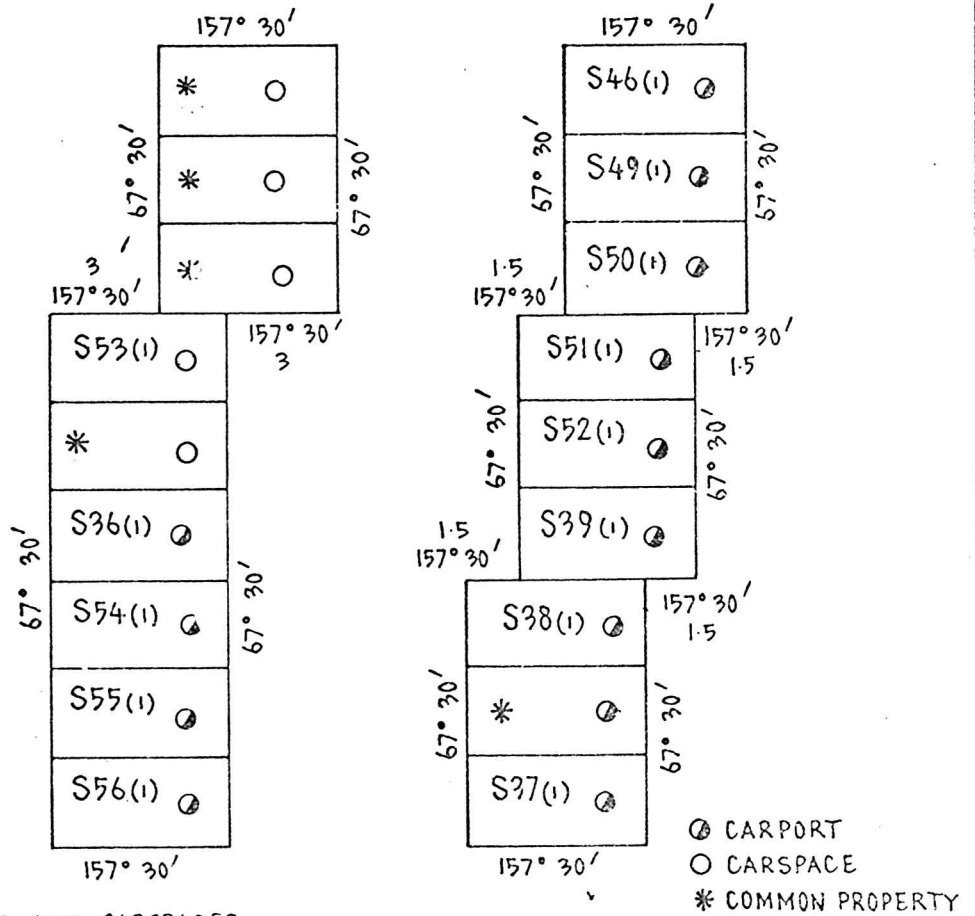 157° 30′
*
*
*
67° 30′
67° 30′
3
157° 30′
157° 30′
3
S53(1)
*
S36(1)
S54(1)
S55(1)
S56(1)
67° 30′
67° 30′
157° 30′
157° 30′
S46(1)
S49(1)
S50(1)
67° 30′
67° 30′
1·5
157° 30′
157° 30′
1·5
S51(1)
S52(1)
S39(1)
67° 30′
67° 30′
1·5
157° 30′
157° 30′
1·5
S38(1)
*
S37(1)
67° 30′
67° 30′
157° 30′
CARPORT
CARSPACE
* COMMON PROPERTY